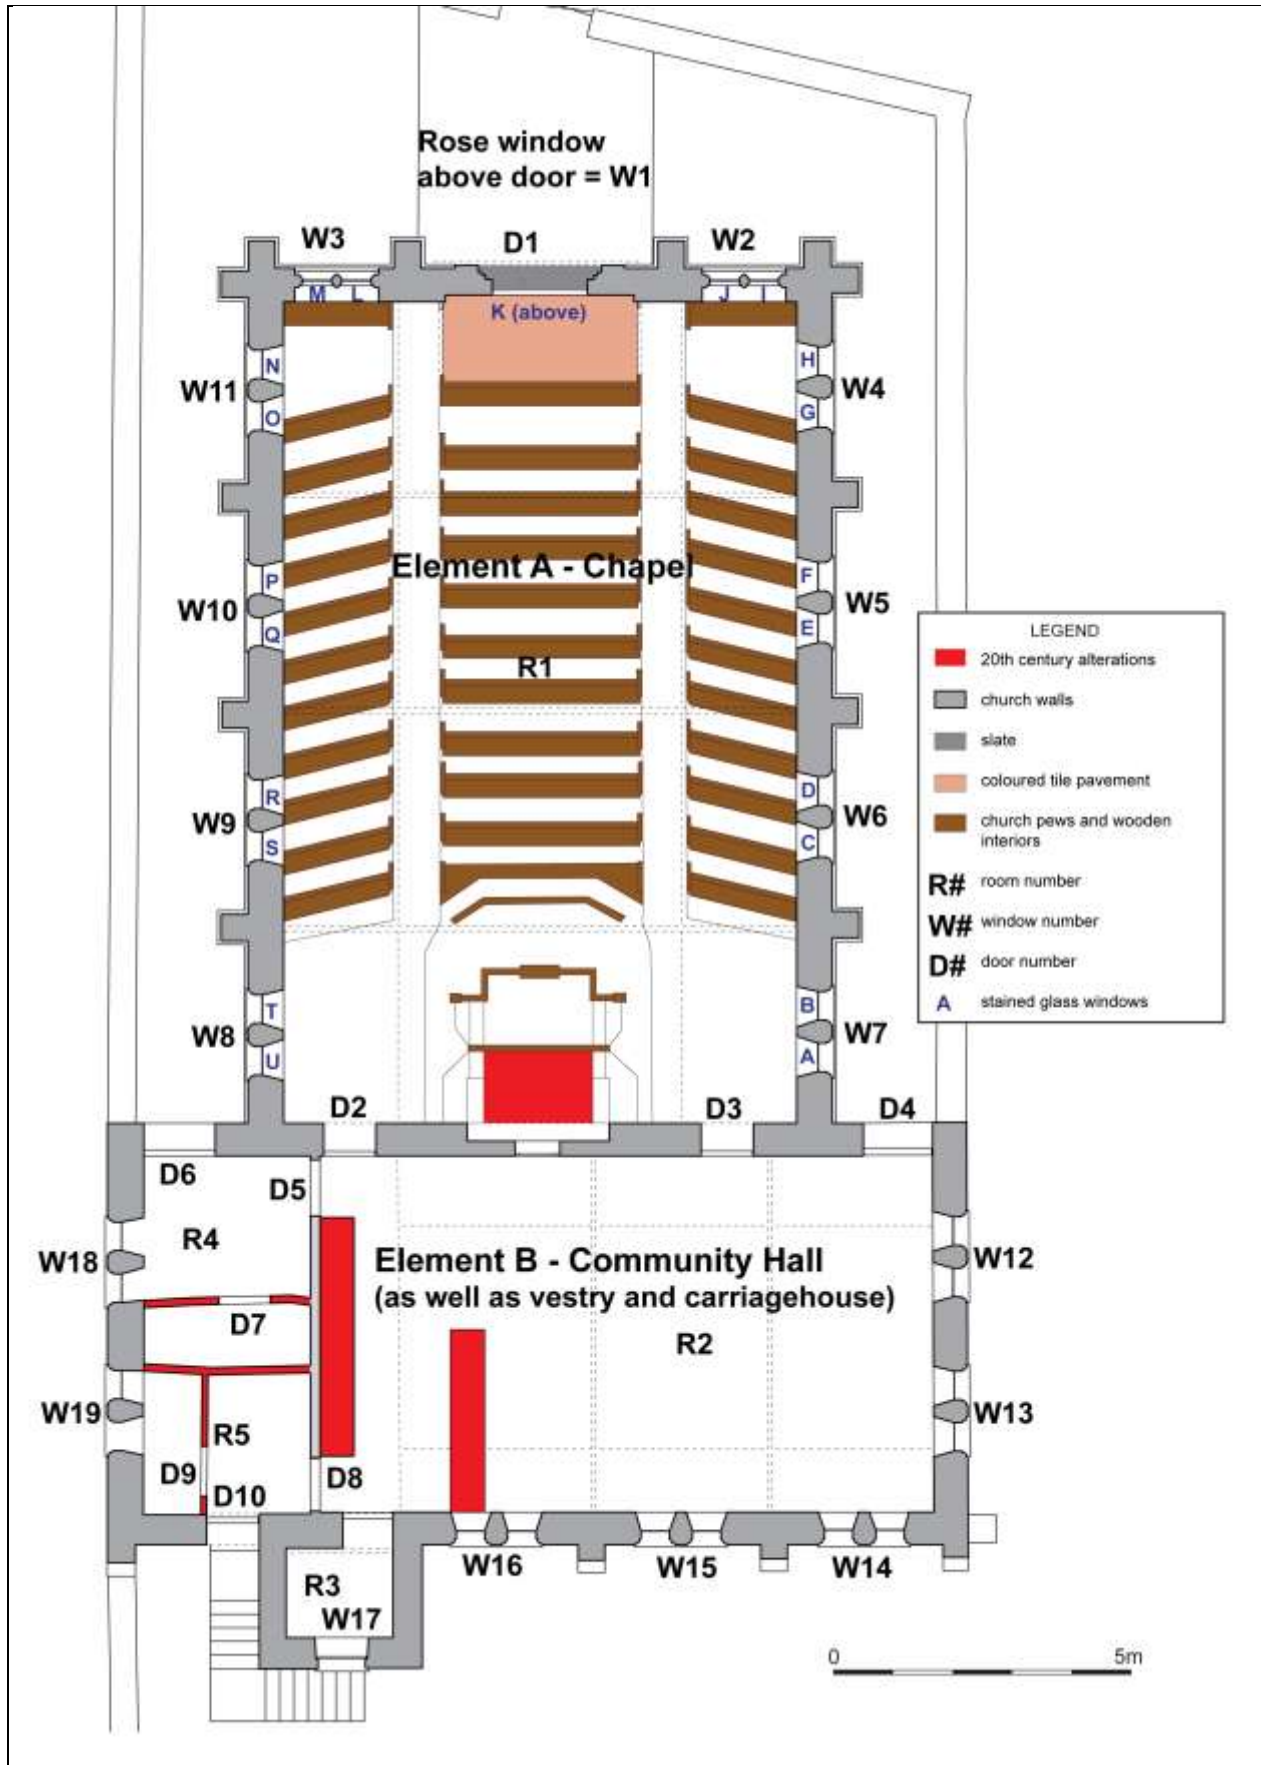 Rose window
above door = W1
W3
D1
W2
M L
J I
K (above)
N
H
W11
W4
O
G
Element A - Chapel
P
F
W10
W5
Q
E
R1
LEGEND
20th century alterations
church walls
slate
coloured tile pavement
church pews and wooden
interiors
R# room number
W# window number
D# door number
A stained glass windows
R
D
W9
W6
S
C
T
B
W8
W7
U
A
D2
D3
D4
D6
D5
R4
W18
Element B - Community Hall
(as well as vestry and carriagehouse)
W12
D7
R2
W19
R5
W13
D9
D8
D10
W16
W15
W14
R3
W17
0
5m